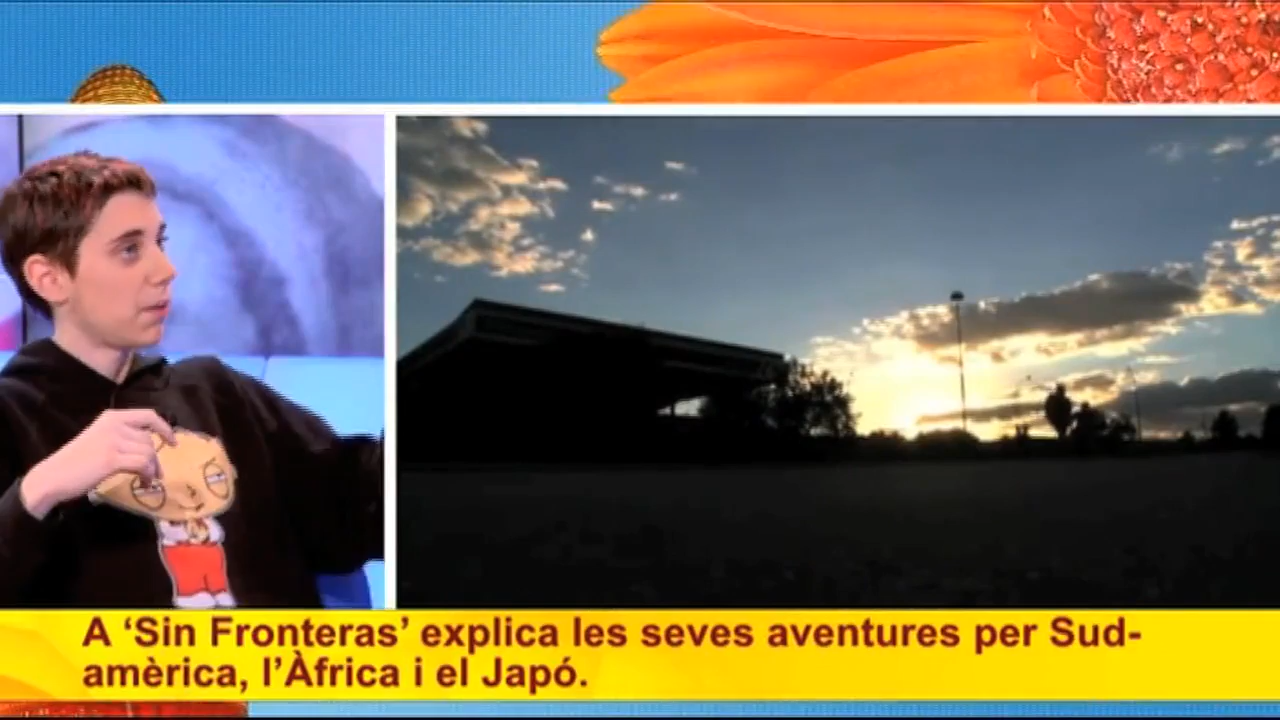 A ‘Sin Fronteras’ explica les seves aventures per Sud-
amèrica, l’Àfrica i el Japó.